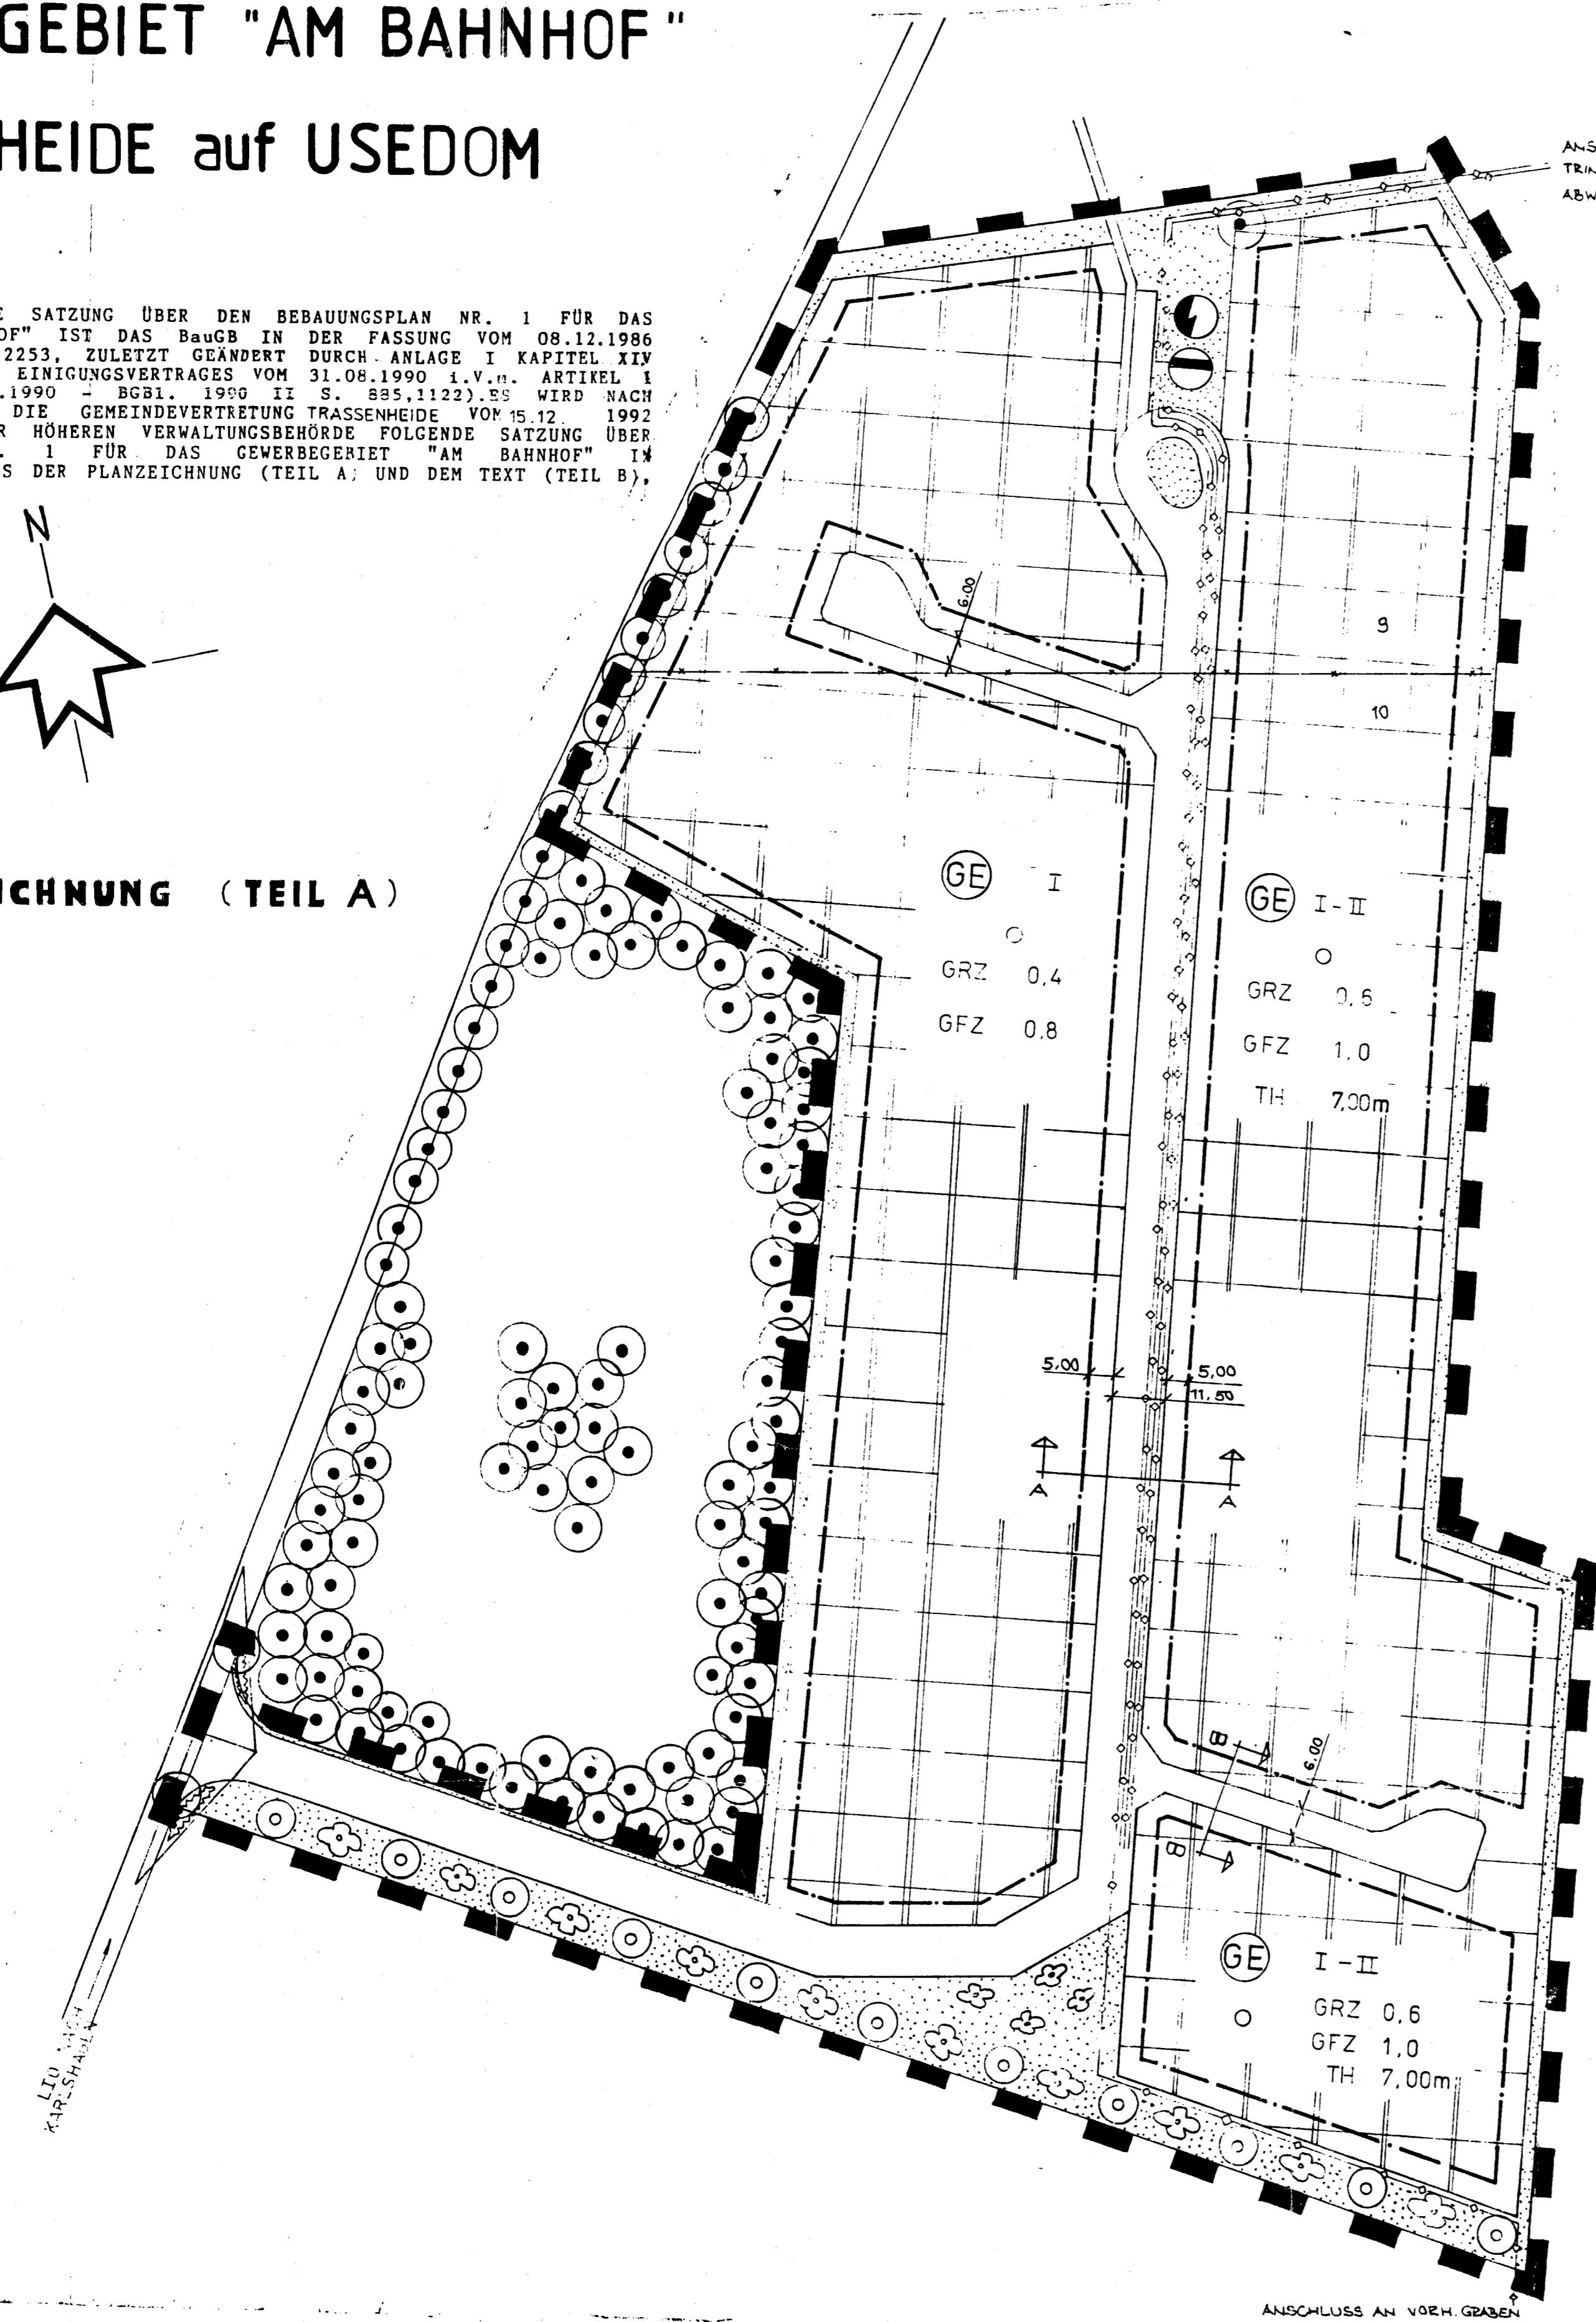 GEBIET "AM BAHNHOF"
HEIDE auf USEDOM
E SATZUNG ÜBER DEN BEBAUUNGSPLAN NR. 1 FÜR DAS
OF" IST DAS BauGB IN DER FASSUNG VOM 08.12.1986
2253, ZULETZT GEÄNDERT DURCH ANLAGE I KAPITEL XIV
EINIGUNGSVERTRAGES VOM 31.08.1990 i.V.m. ARTIKEL 1
.1990 - BGBl. 1990 II S. 885,1122).ES WIRD NACH
DIE GEMEINDEVERTRETUNG TRASSENHEIDE VOM 15.12. 1992
R HÖHEREN VERWALTUNGSBEHÖRDE FOLGENDE SATZUNG ÜBER
. 1 FÜR DAS GEWERBEGEBIET "AM BAHNHOF" IN
S DER PLANZEICHNUNG (TEIL A) UND DEM TEXT (TEIL B),
ANS
TRIN
ABW
N
ICHNUNG (TEIL A)
6.00
9
10
GE I
GRZ 0,4
GFZ 0,8
GE I-II
GRZ 0,6
GFZ 1,0
TH 7,00m
5.00
5,00
11,50
A
A
B
B
6.00
GE I-II
GRZ 0,6
GFZ 1,0
TH 7,00m
LIO NACH
KARLSHAGEN
ANSCHLUSS AN VORH. GRABEN